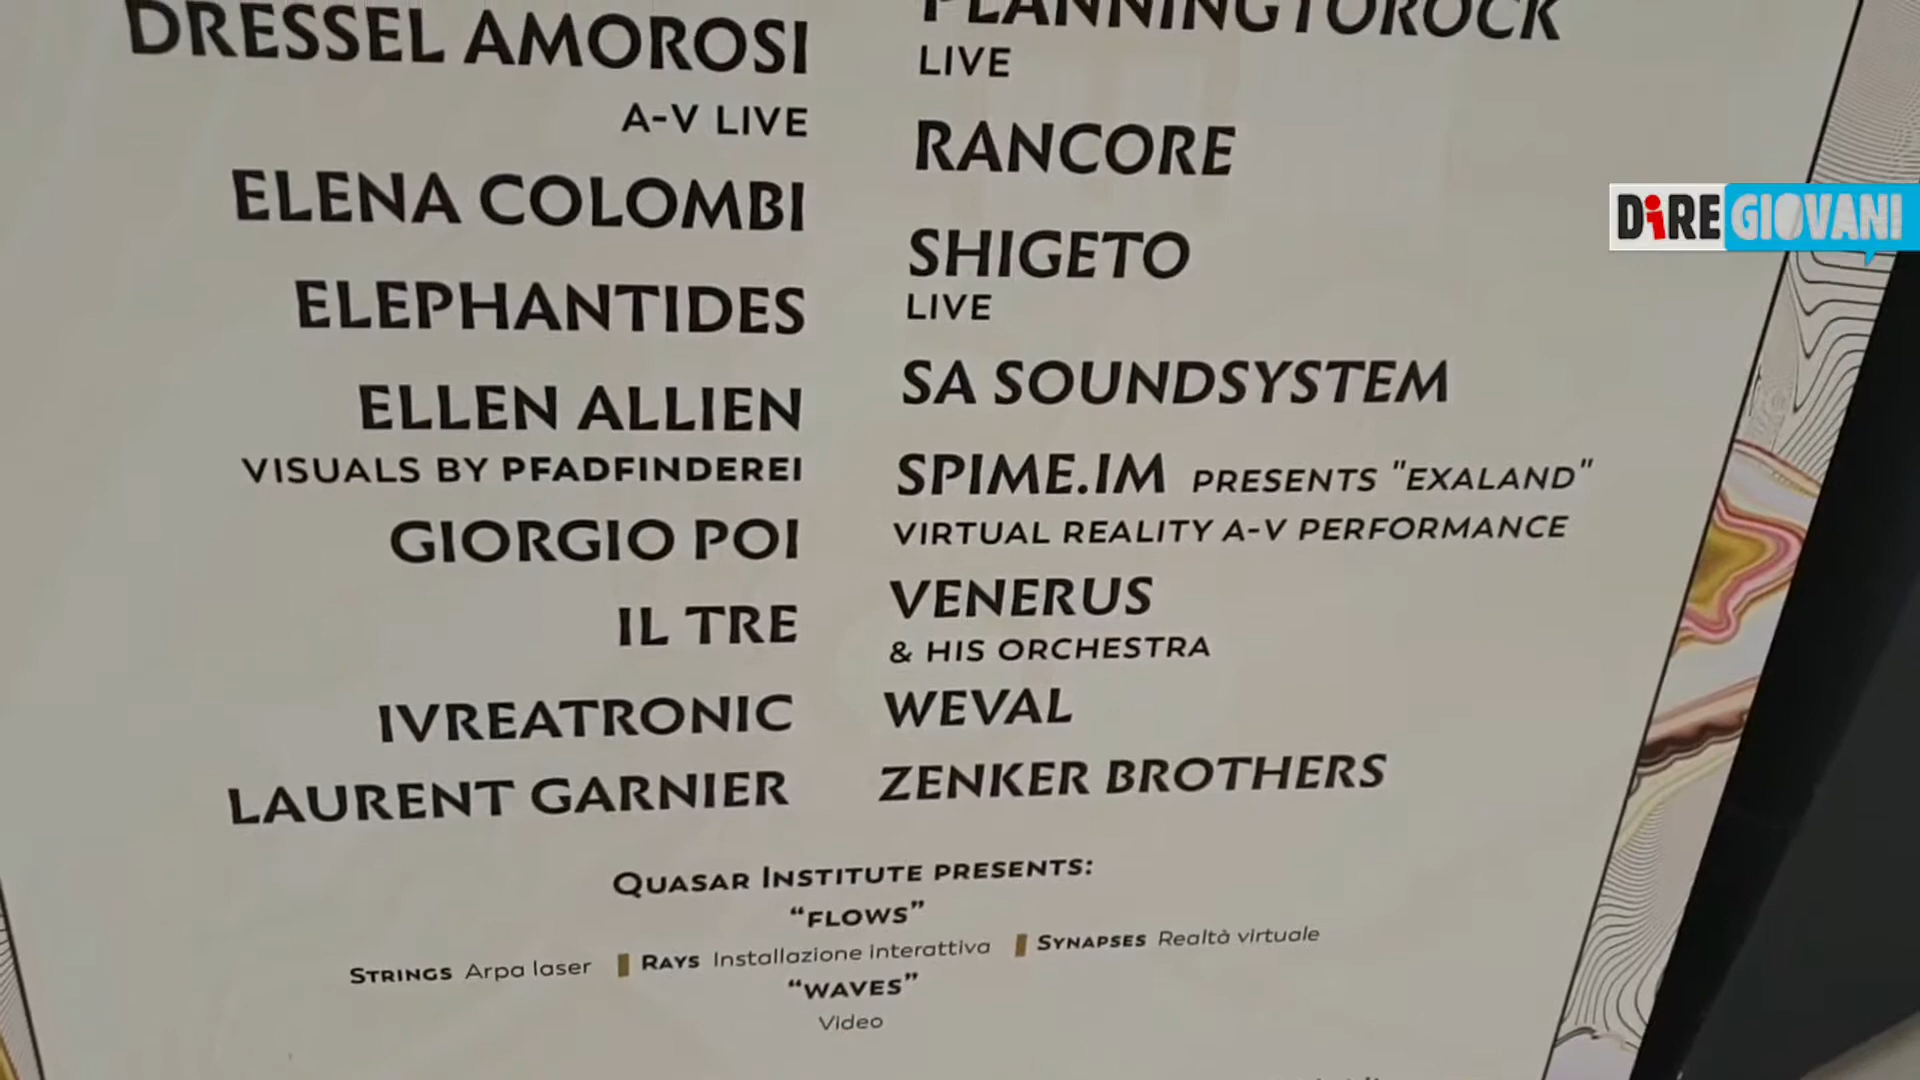 DRESSEL AMOROSI
A-V LIVE
ELENA COLOMBI
ELEPHANTIDES
ELLEN ALLIEN
VISUALS BY PFADFINDEREI
GIORGIO POI
IL TRE
IVREATRONIC
LAURENT GARNIER
PLANNINGTOROCK
LIVE
RANCORE
SHIGETO
LIVE
SA SOUNDSYSTEM
SPIME.IM PRESENTS "EXALAND"
VIRTUAL REALITY A-V PERFORMANCE
VENERUS
& HIS ORCHESTRA
WEVAL
ZENKER BROTHERS
QUASAR INSTITUTE PRESENTS:
“FLOWS”
STRINGS Arpa laser RAYS Installazione interattiva SYNAPSES Realtà virtuale
“WAVES”
Video
DIRE GIOVANI